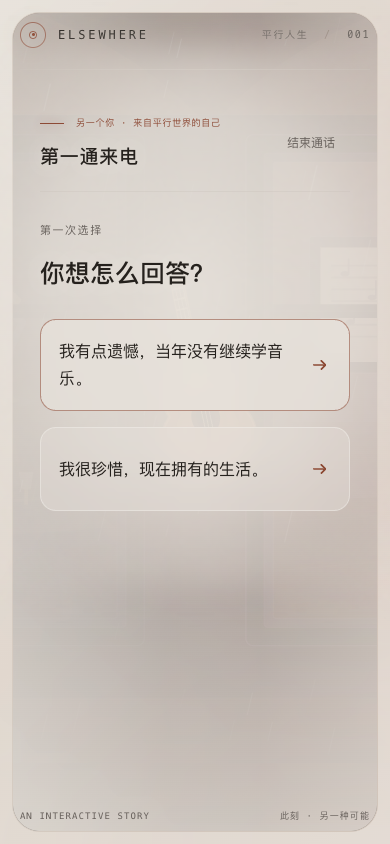 ELSEWHERE
平行人生 / 001
另一个你 · 来自平行世界的自己
第一通来电
结束通话
第一次选择
你想怎么回答?
我有点遗憾，当年没有继续学音
乐。
→
我很珍惜，现在拥有的生活。
→
AN INTERACTIVE STORY
此刻 · 另一种可能